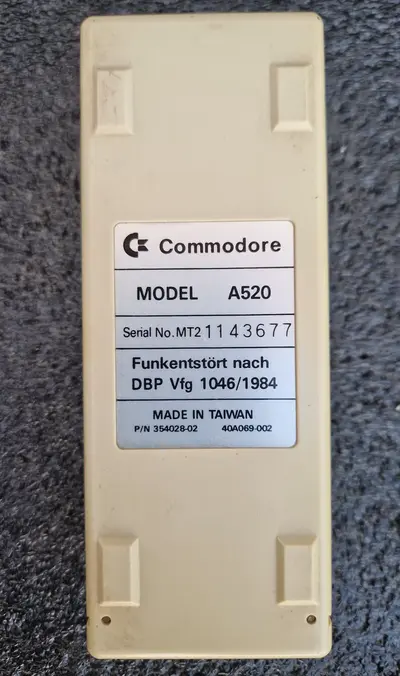 Commodore
MODEL A520
Serial No. MT2 1143677
Funkentstört nach
DBP Vfg 1046/1984
MADE IN TAIWAN
P/N 354028-02 40A069-002